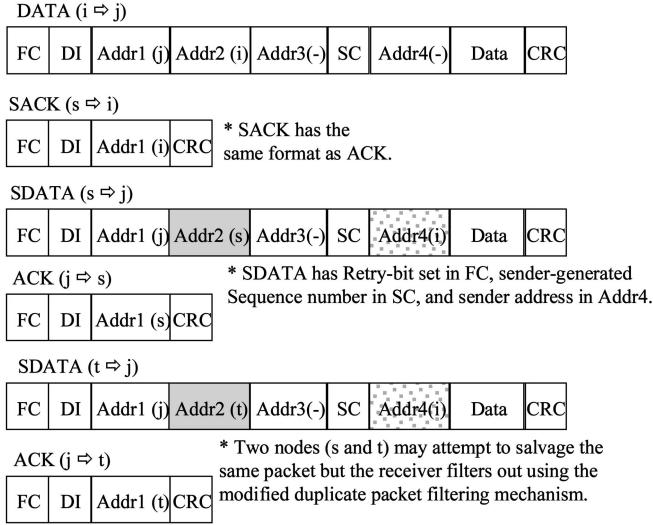 DATA (i ⇨ j)
FC DI Addr1 (j) Addr2 (i) Addr3(-) SC Addr4(-) Data CRC
SACK (s ⇨ i)
FC DI Addr1 (i) CRC
* SACK has the
same format as ACK.
SDATA (s ⇨ j)
FC DI Addr1 (j) Addr2 (s) Addr3(-) SC Addr4(i) Data CRC
ACK (j ⇨ s)
FC DI Addr1 (s) CRC
* SDATA has Retry-bit set in FC, sender-generated
Sequence number in SC, and sender address in Addr4.
SDATA (t ⇨ j)
FC DI Addr1 (j) Addr2 (t) Addr3(-) SC Addr4(i) Data CRC
ACK (j ⇨ t)
FC DI Addr1 (t) CRC
* Two nodes (s and t) may attempt to salvage the
same packet but the receiver filters out using the
modified duplicate packet filtering mechanism.